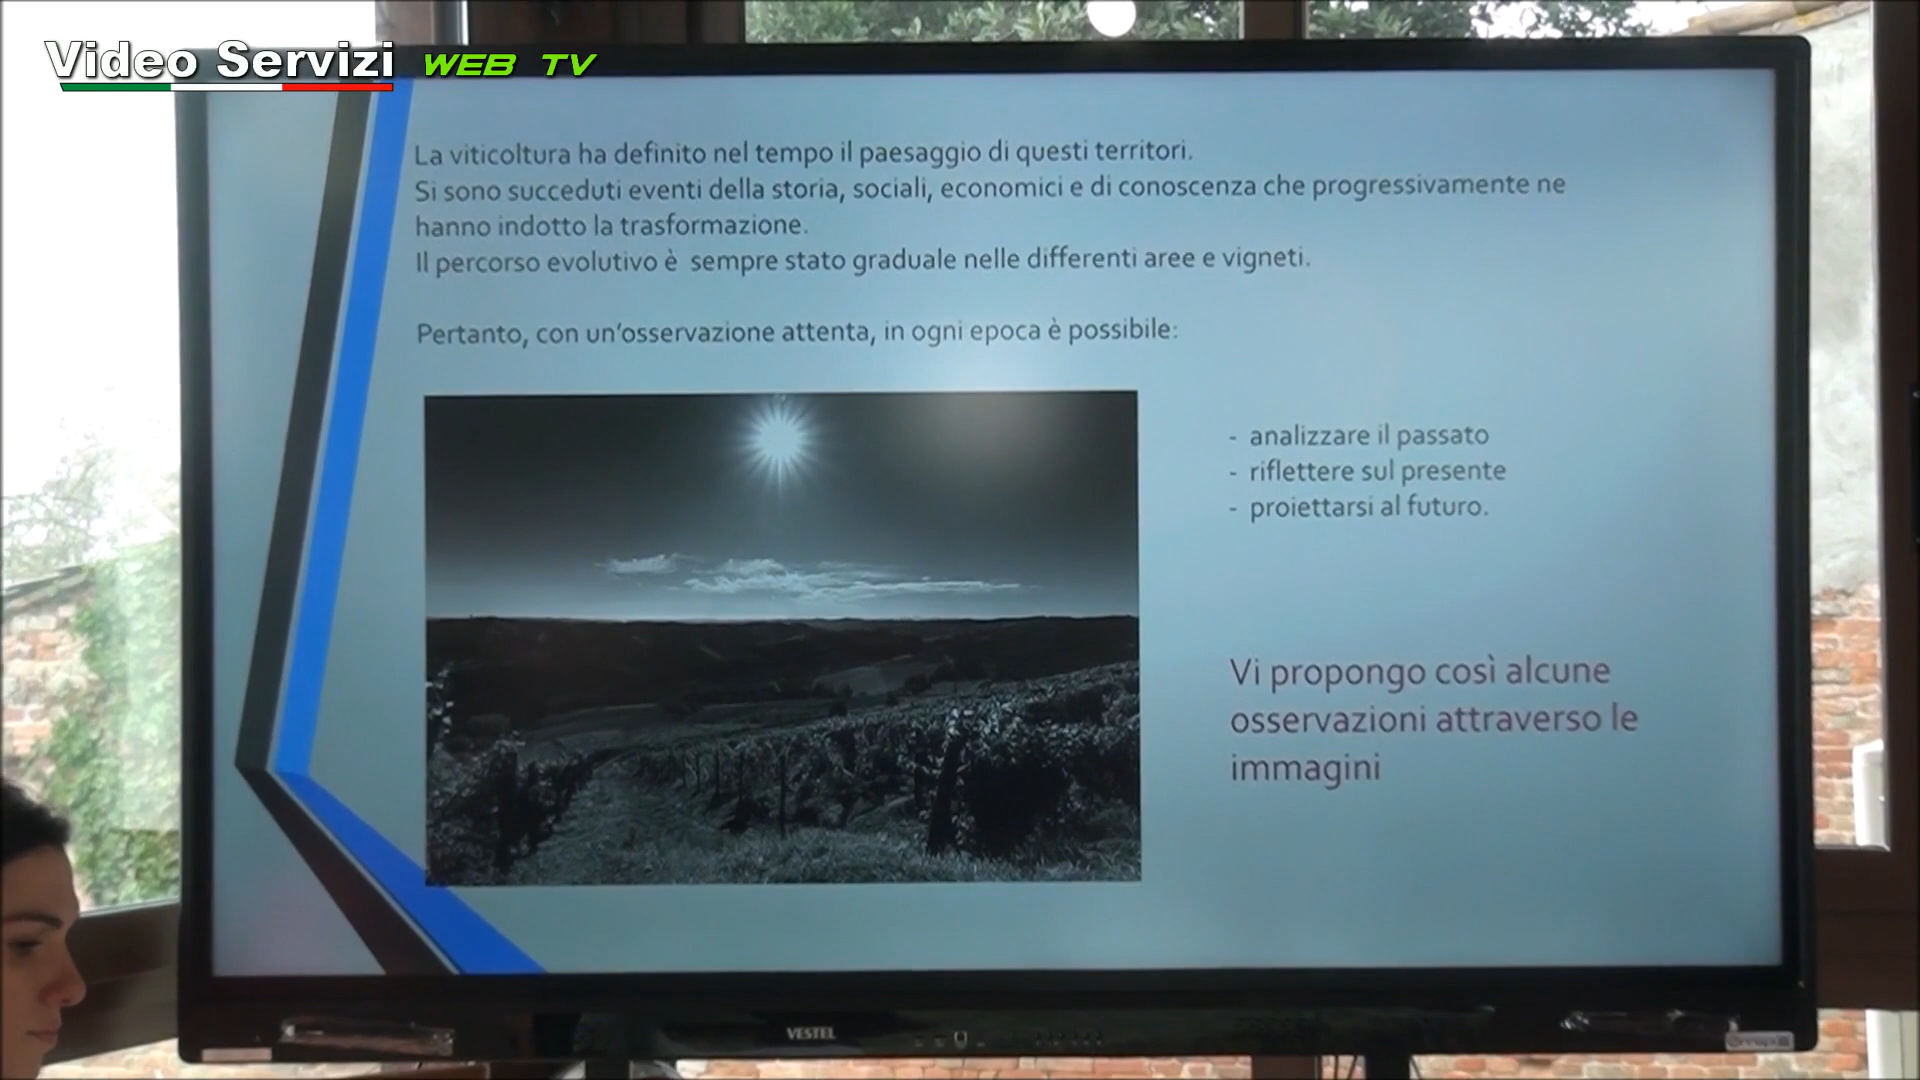 Video Servizi WEB TV
La viticoltura ha definito nel tempo il paesaggio di questi territori.
Si sono succeduti eventi della storia, sociali, economici e di conoscenza che progressivamente ne
hanno indotto la trasformazione.
Il percorso evolutivo è sempre stato graduale nelle differenti aree e vigneti.
Pertanto, con un'osservazione attenta, in ogni epoca è possibile:
- analizzare il passato
- riflettere sul presente
- proiettarsi al futuro.
Vi propongo così alcune
osservazioni attraverso le
immagini
VESTEL